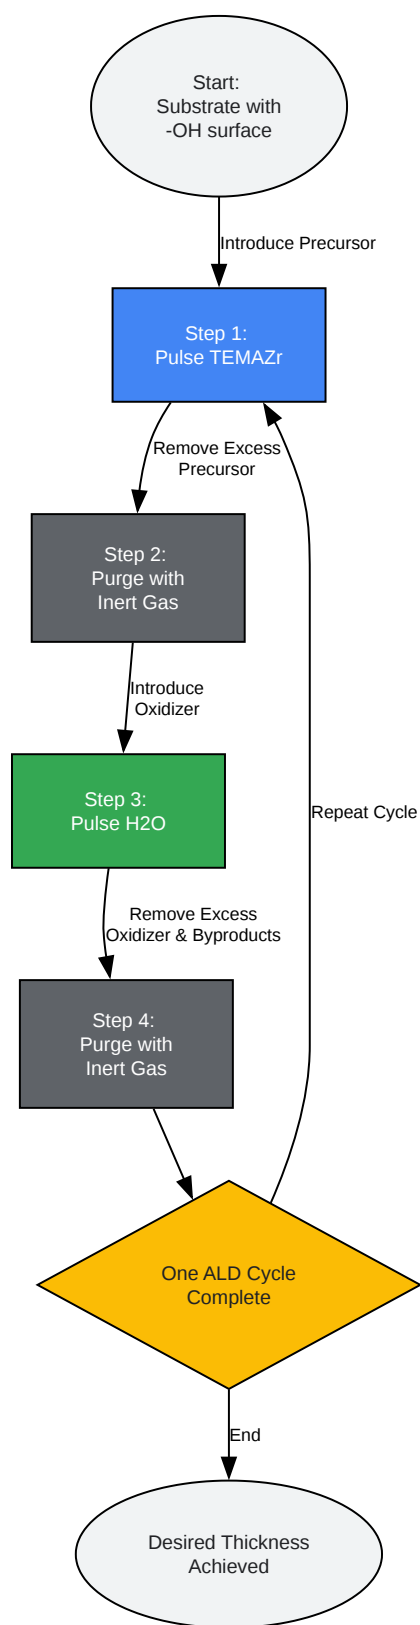 Start:
Substrate with
-OH surface
Introduce Precursor
Step 1:
Pulse TEMAZr
Remove Excess
Precursor
Step 2:
Purge with
Inert Gas
Introduce
Oxidizer
Step 3:
Pulse H2O
Repeat Cycle
Remove Excess
Oxidizer & Byproducts
Step 4:
Purge with
Inert Gas
One ALD Cycle
Complete
End
Desired Thickness
Achieved